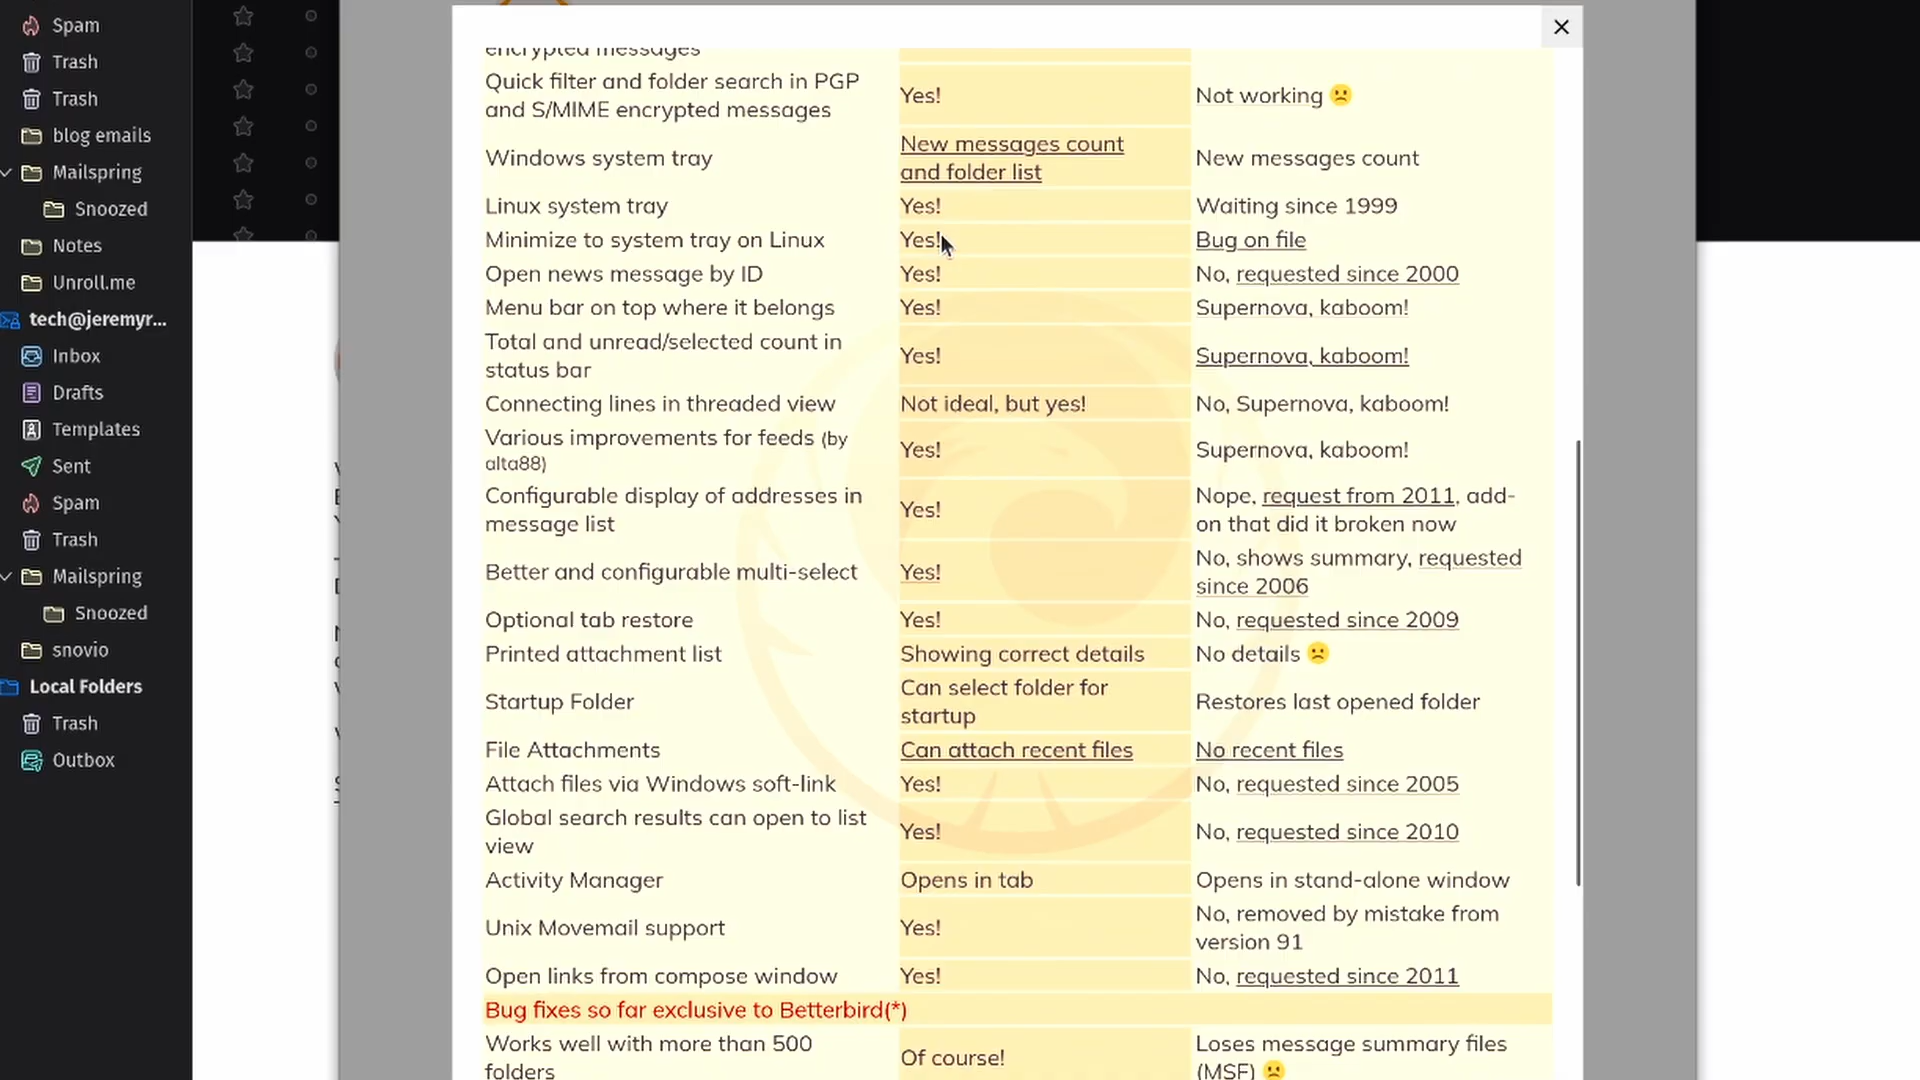 Spam
Trash
Trash
blog emails
Mailspring
Snoozed
Notes
Unroll.me
tech@jeremyr...
Inbox
Drafts
Templates
Sent
Spam
Trash
Mailspring
Snoozed
snovio
Local Folders
Trash
Outbox
encrypted messages
Quick filter and folder search in PGP
and S/MIME encrypted messages
Yes!
Not working 🙁
Windows system tray
New messages count
and folder list
New messages count
Linux system tray
Yes!
Waiting since 1999
Minimize to system tray on Linux
Yes!
Bug on file
Open news message by ID
Yes!
No, requested since 2000
Menu bar on top where it belongs
Yes!
Supernova, kaboom!
Total and unread/selected count in
status bar
Yes!
Supernova, kaboom!
Connecting lines in threaded view
Not ideal, but yes!
No, Supernova, kaboom!
Various improvements for feeds (by
alta88)
Yes!
Supernova, kaboom!
Configurable display of addresses in
message list
Yes!
Nope, request from 2011, add-
on that did it broken now
Better and configurable multi-select
Yes!
No, shows summary, requested
since 2006
Optional tab restore
Yes!
No, requested since 2009
Printed attachment list
Showing correct details
No details 🙁
Startup Folder
Can select folder for
startup
Restores last opened folder
File Attachments
Can attach recent files
No recent files
Attach files via Windows soft-link
Yes!
No, requested since 2005
Global search results can open to list
view
Yes!
No, requested since 2010
Activity Manager
Opens in tab
Opens in stand-alone window
Unix Movemail support
Yes!
No, removed by mistake from
version 91
Open links from compose window
Yes!
No, requested since 2011
Bug fixes so far exclusive to Betterbird(*)
Works well with more than 500
folders
Of course!
Loses message summary files
(MSF) 🙁